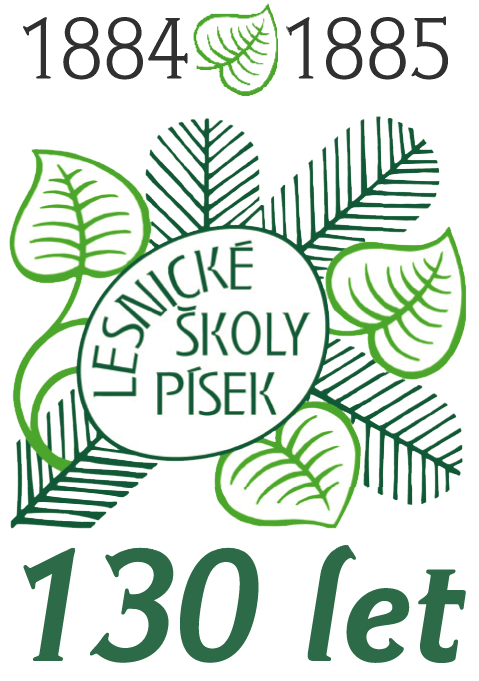 1884 1885
LESNICKÉ
ŠKOLY
PÍSEK
130 let